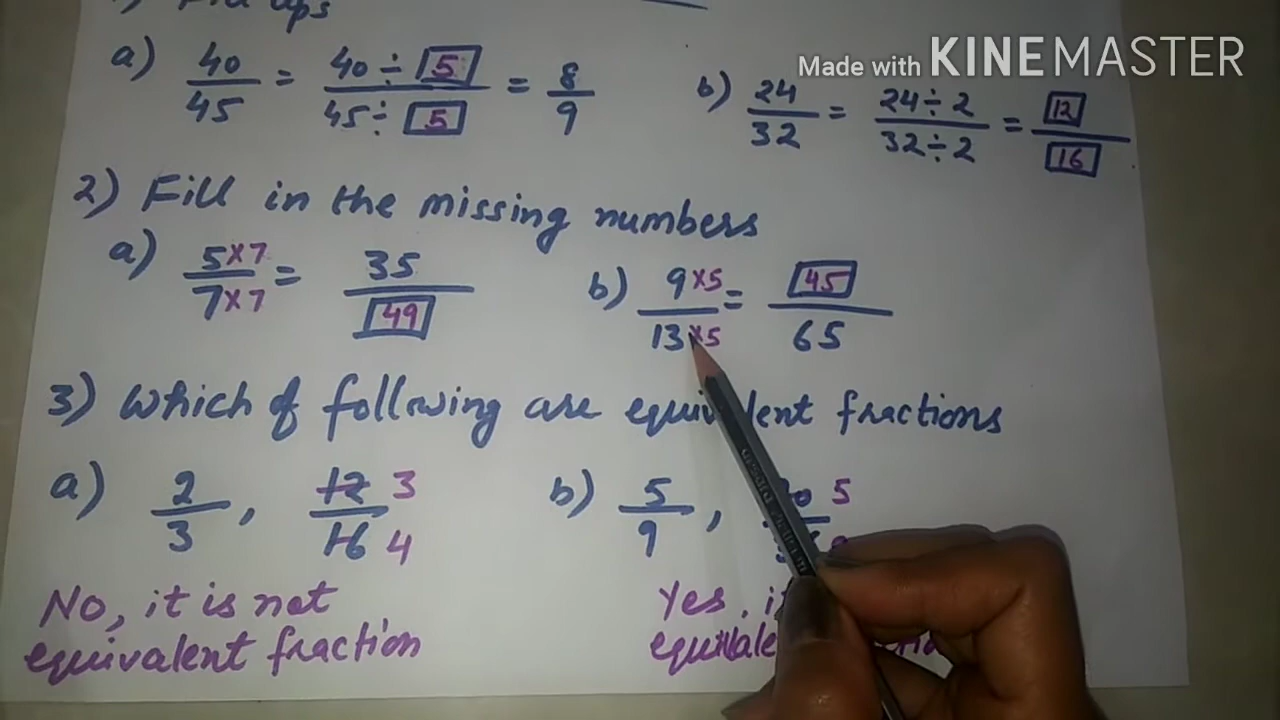 Made with KINEMASTER
a) 40/45 = 40÷5/45÷5 = 8/9 b) 24/32 = 24÷2/32÷2 = 12/16
2) Fill in the missing numbers
a) 5×7/7×7 = 35/49 b) 9×5/13×5 = 45/65
3) Which of following are equivalent fractions
a) 2/3, 12/16 3/4 b) 5/9, 5
No, it is not Yes,
equivalent fraction